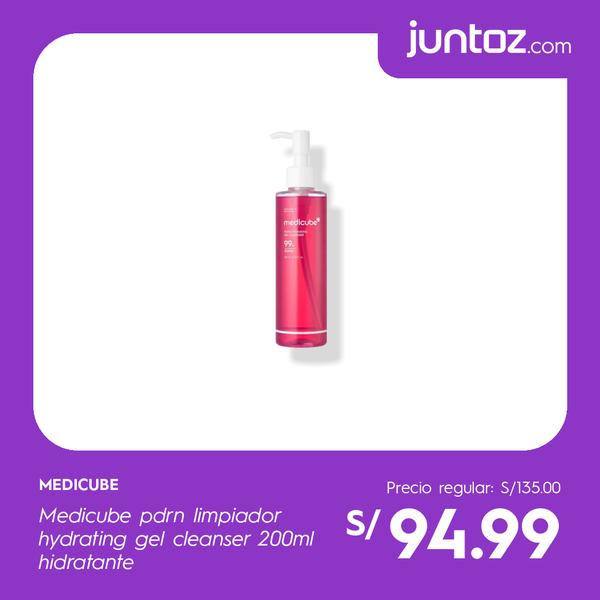 juntoz.com
medicube
99.
MEDICUBE
Medicube pdrn limpiador
hydrating gel cleanser 200ml
hidratante
Precio regular: S/135.00
S/ 94.99